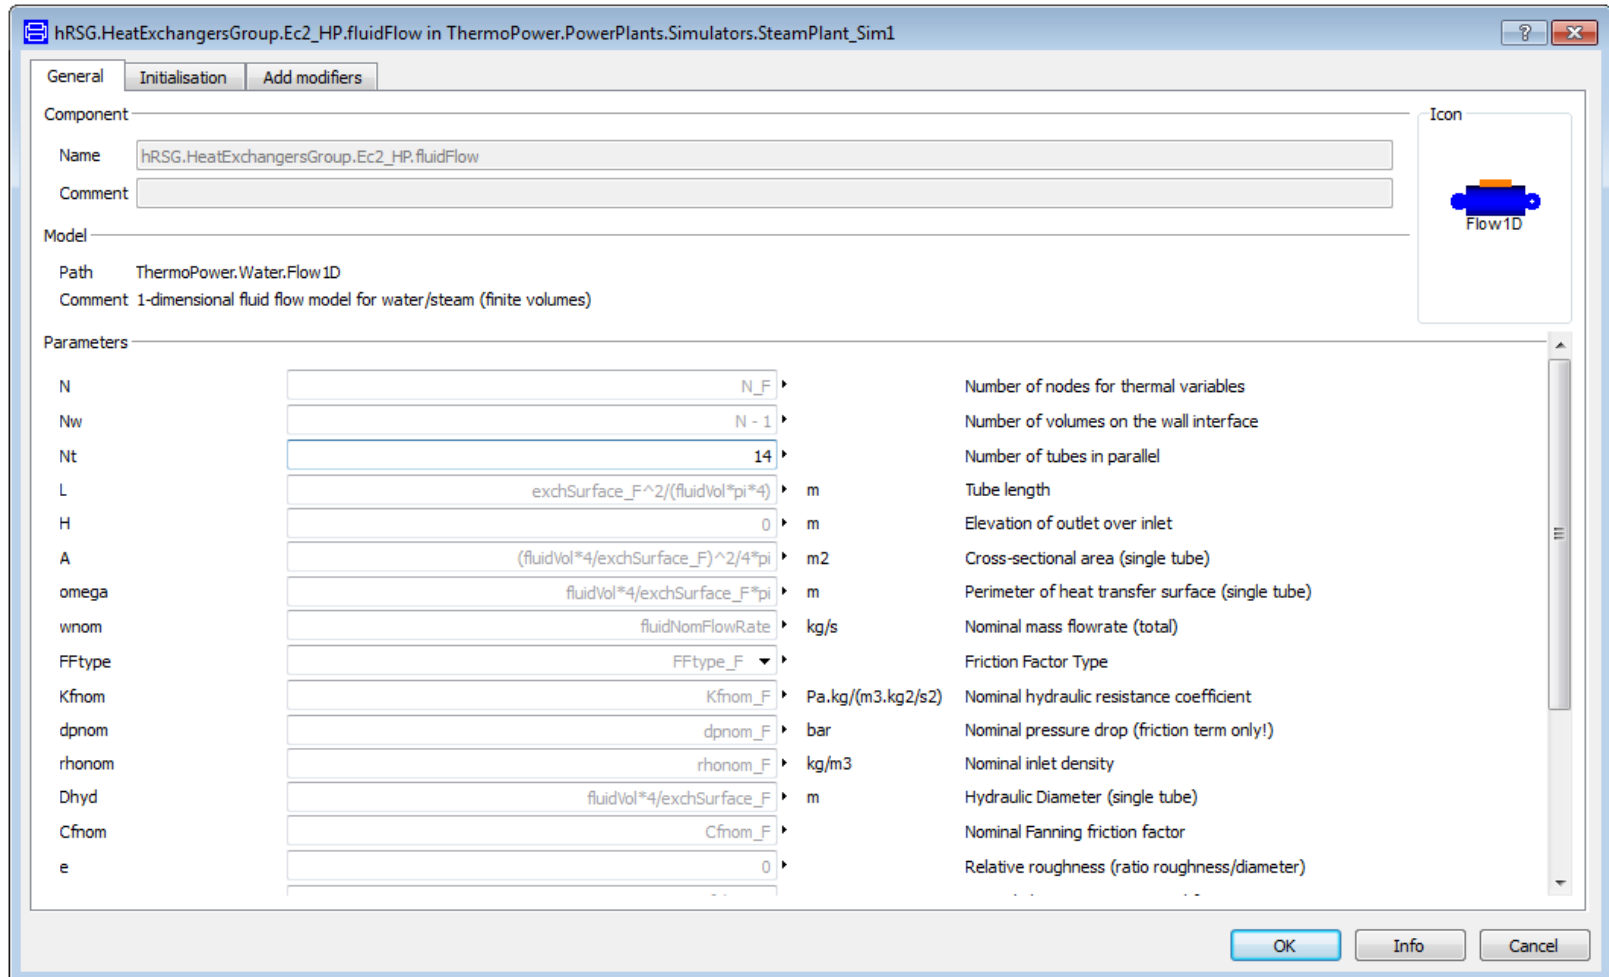 hRSG.HeatExchangersGroup.Ec2_HP.fluidFlow in ThermoPower.PowerPlants.Simulators.SteamPlant_Sim1
General Initialisation Add modifiers
Component
Icon
Name hRSG.HeatExchangersGroup.Ec2_HP.fluidFlow
Comment
Flow1D
Model
Path ThermoPower.Water.Flow1D
Comment 1-dimensional fluid flow model for water/steam (finite volumes)
Parameters
N N_F Number of nodes for thermal variables
Nw N - 1 Number of volumes on the wall interface
Nt 14 Number of tubes in parallel
L exchSurface_F^2/(fluidVol*pi*4) m Tube length
H 0 m Elevation of outlet over inlet
A (fluidVol*4/exchSurface_F)^2/4*pi m2 Cross-sectional area (single tube)
omega fluidVol*4/exchSurface_F*pi m Perimeter of heat transfer surface (single tube)
wnom fluidNomFlowRate kg/s Nominal mass flowrate (total)
FFtype FFtype_F Friction Factor Type
Kfnom Kfnom_F Pa.kg/(m3.kg2/s2) Nominal hydraulic resistance coefficient
dpnom dpnom_F bar Nominal pressure drop (friction term only!)
rhonom rhonom_F kg/m3 Nominal inlet density
Dhyd fluidVol*4/exchSurface_F m Hydraulic Diameter (single tube)
Cfnom Cfnom_F Nominal Fanning friction factor
e 0 Relative roughness (ratio roughness/diameter)
OK Info Cancel